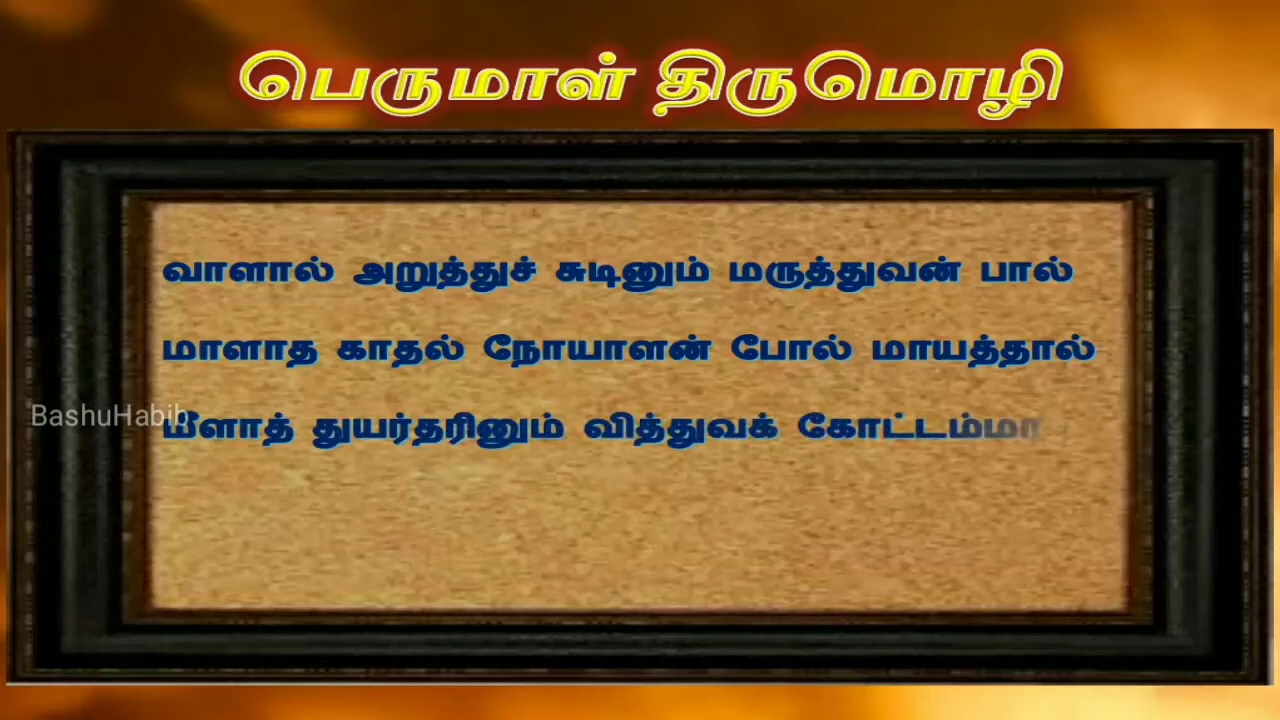 பெருமாள் திருமொழி
வாளால் அறுத்துச் சுடினும் மருத்துவன் பால்
மாளாத காதல் நோயாளன் போல் மாயத்தால்
BashuHabib
மீளாத் துயர்தரினும் வித்துவக் கோட்டம்மா